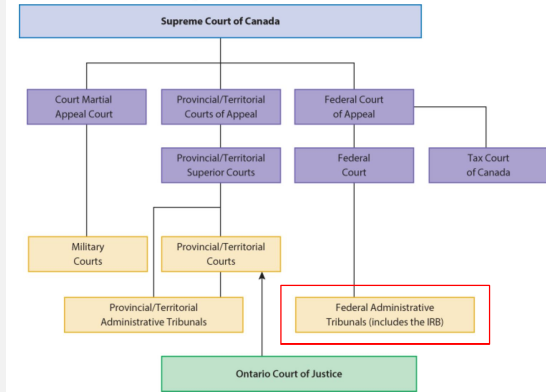 Supreme Court of Canada
Court Martial
Appeal Court
Provincial/Territorial
Courts of Appeal
Federal Court
of Appeal
Provincial/Territorial
Superior Courts
Federal
Court
Tax Court
of Canada
Military
Courts
Provincial/Territorial
Courts
Provincial/Territorial
Administrative Tribunals
Federal Administrative
Tribunals (includes the IRB)
Ontario Court of Justice